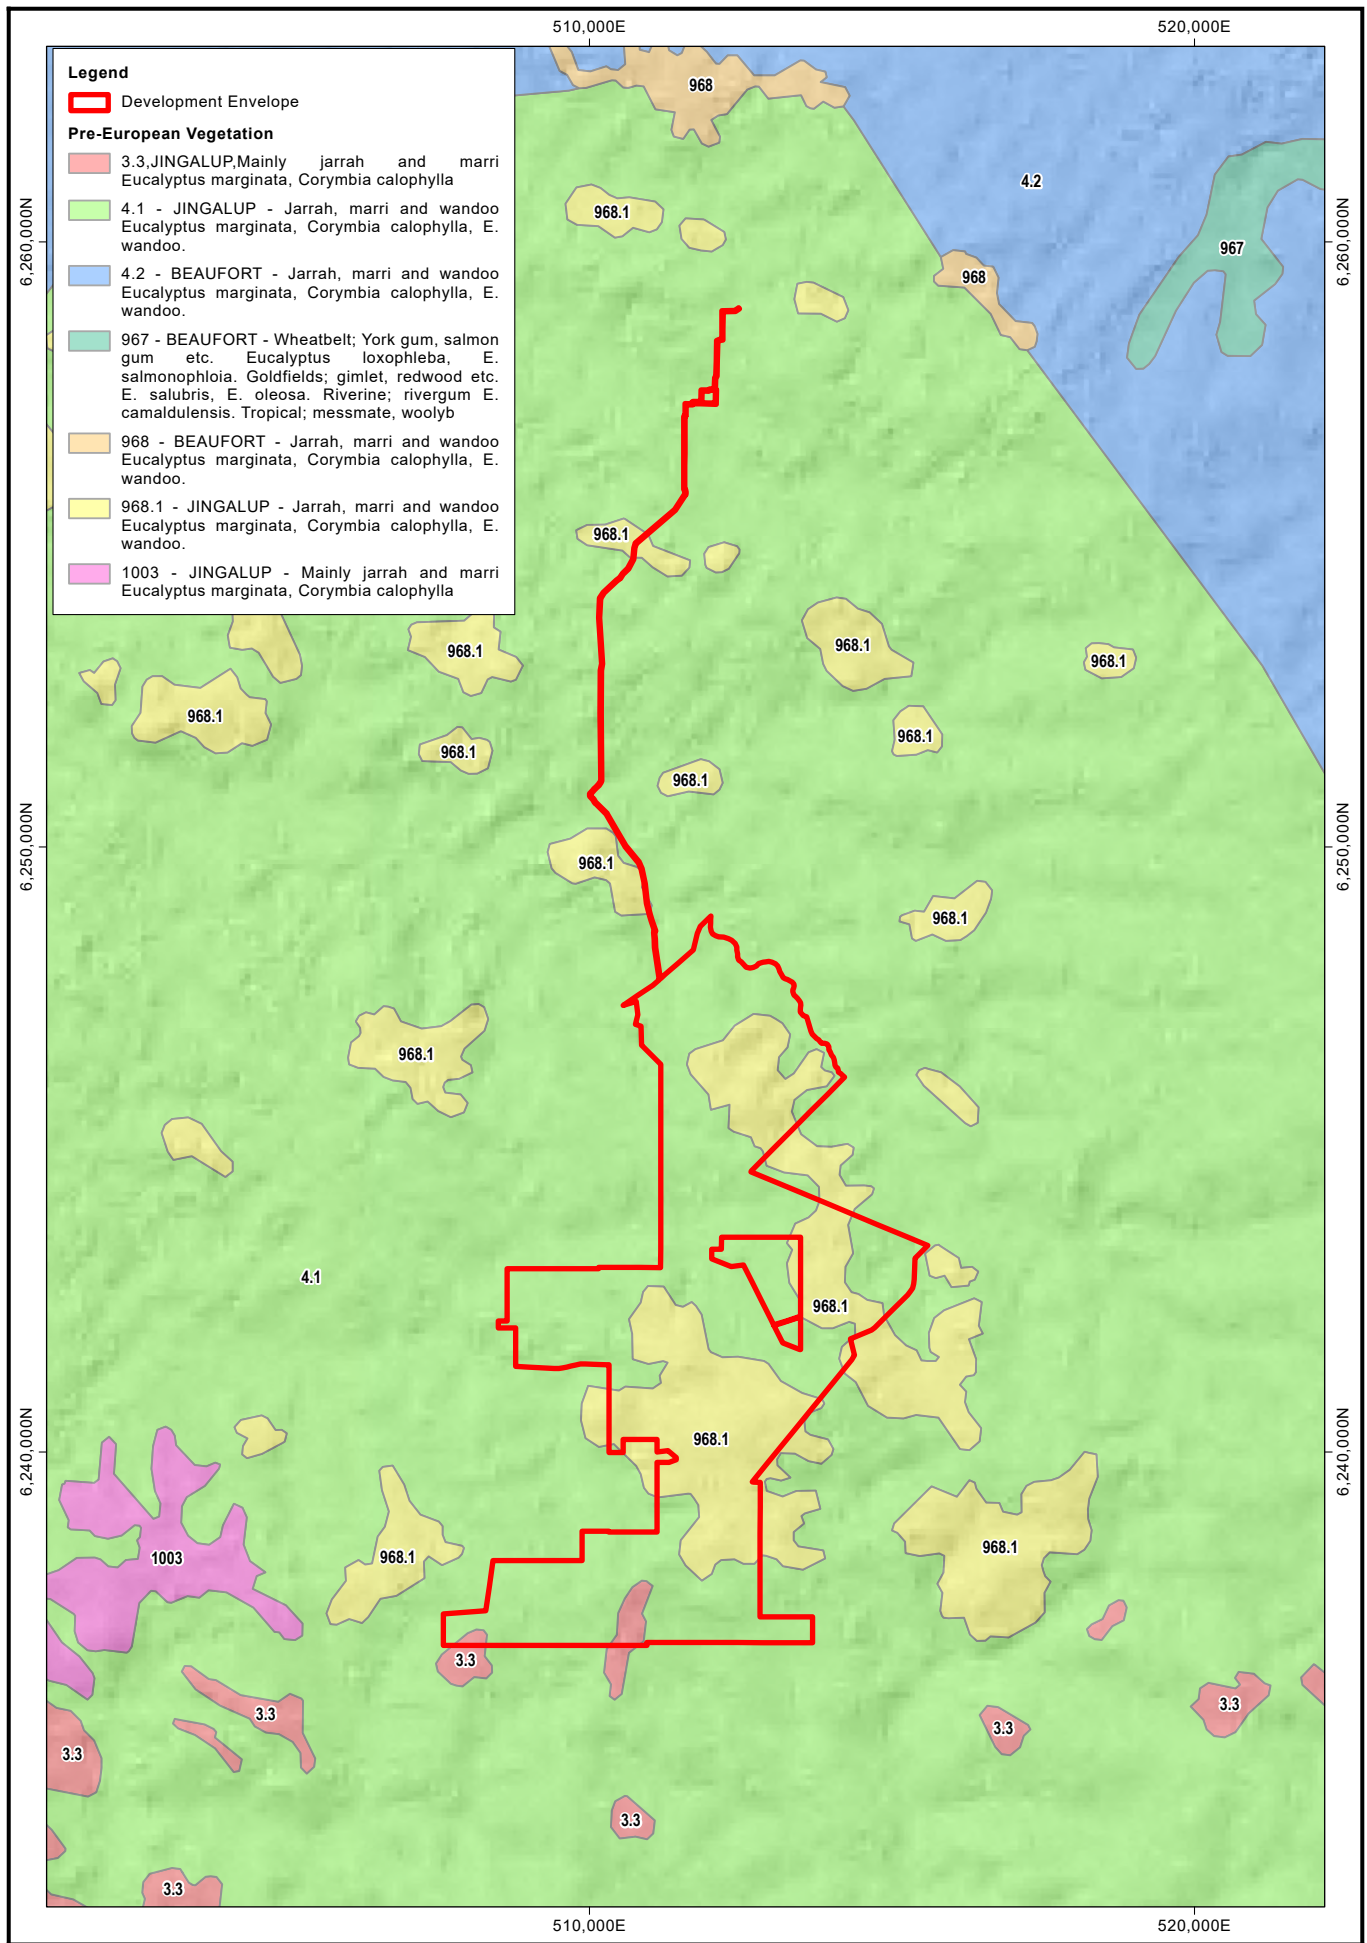 510,000E
520,000E
Legend
Development Envelope
Pre-European Vegetation
3.3,JINGALUP,Mainly jarrah and marri
Eucalyptus marginata, Corymbia calophylla
4.1 - JINGALUP - Jarrah, marri and wandoo
Eucalyptus marginata, Corymbia calophylla, E.
wandoo.
4.2 - BEAUFORT - Jarrah, marri and wandoo
Eucalyptus marginata, Corymbia calophylla, E.
wandoo.
967 - BEAUFORT - Wheatbelt; York gum, salmon
gum etc. Eucalyptus loxophleba, E.
salmonophloia. Goldfields; gimlet, redwood etc.
E. salubris, E. oleosa. Riverine; rivergum E.
camaldulensis. Tropical; messmate, woolyb
968 - BEAUFORT - Jarrah, marri and wandoo
Eucalyptus marginata, Corymbia calophylla, E.
wandoo.
968.1 - JINGALUP - Jarrah, marri and wandoo
Eucalyptus marginata, Corymbia calophylla, E.
wandoo.
1003 - JINGALUP - Mainly jarrah and marri
Eucalyptus marginata, Corymbia calophylla
968
4.2
968.1
6,260,000N
6,260,000N
967
968
968.1
968.1
968.1
968.1
968.1
968.1
968.1
968.1
6,250,000N
6,250,000N
968.1
968.1
968.1
4.1
968.1
6,240,000N
6,240,000N
968.1
968.1
1003
968.1
3.3
3.3
3.3
3.3
3.3
3.3
3.3
510,000E
520,000E